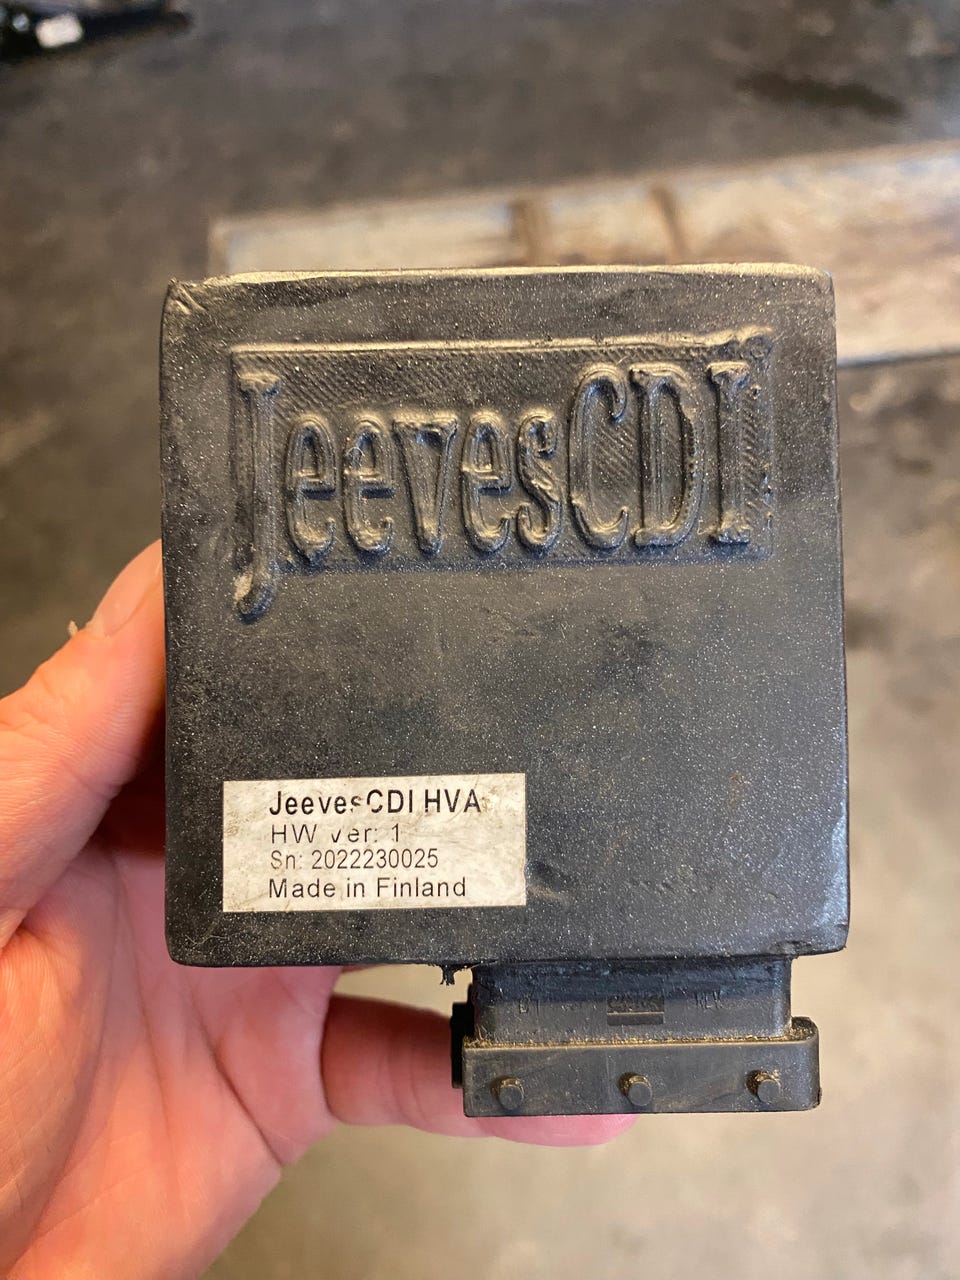 JeevesCDI
JeevesCDI HVA
HW ver: 1
Sn: 2022230025
Made in Finland